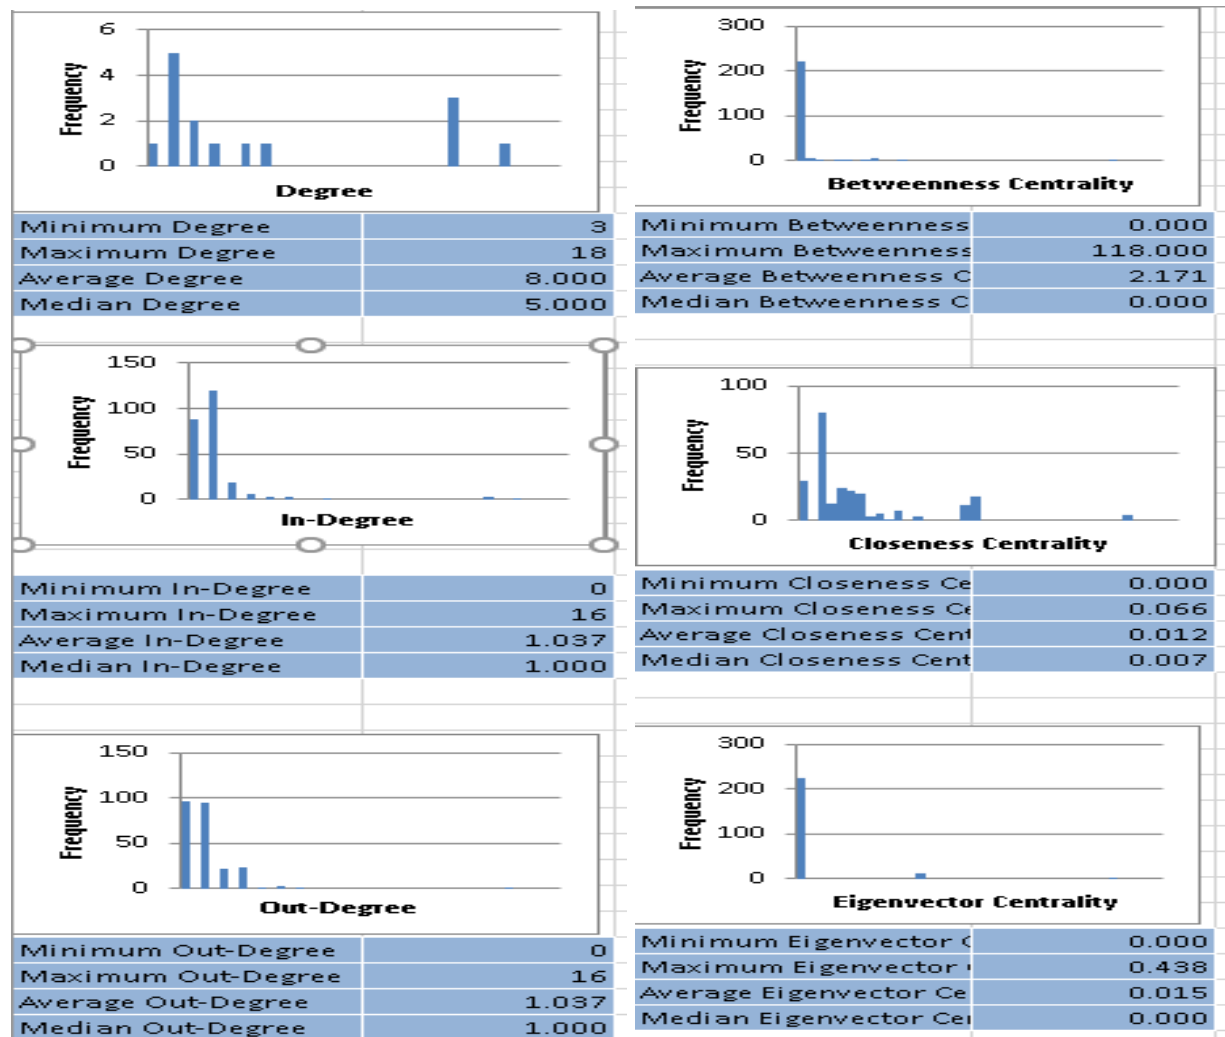 6
4
2
0
Frequency
Degree
Minimum Degree 3
Maximum Degree 18
Average Degree 8.000
Median Degree 5.000
150
100
50
0
Frequency
In-Degree
Minimum In-Degree 0
Maximum In-Degree 16
Average In-Degree 1.037
Median In-Degree 1.000
150
100
50
0
Frequency
Out-Degree
Minimum Out-Degree 0
Maximum Out-Degree 16
Average Out-Degree 1.037
Median Out-Degree 1.000
300
200
100
0
Frequency
Betweenness Centrality
Minimum Betweenness 0.000
Maximum Betweenness 118.000
Average Betweenness C 2.171
Median Betweenness C 0.000
100
50
0
Frequency
Closeness Centrality
Minimum Closeness Ce 0.000
Maximum Closeness Ce 0.066
Average Closeness Cent 0.012
Median Closeness Cent 0.007
300
200
100
0
Frequency
Eigenvector Centrality
Minimum Eigenvector C 0.000
Maximum Eigenvector 0.438
Average Eigenvector Ce 0.015
Median Eigenvector Cen 0.000